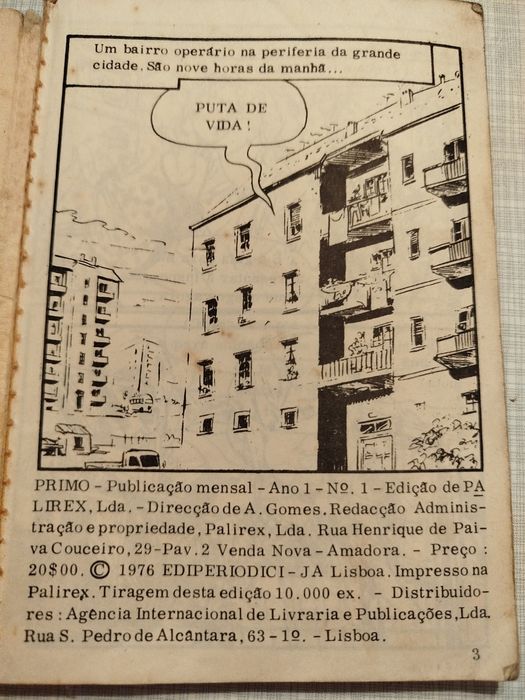 Um bairro operário na periferia da grande
cidade. São nove horas da manhã...
PUTA DE
VIDA!
PRIMO - Publicação mensal - Ano 1 - Nº. 1 - Edição de PA
LIREX, Lda. - Direcção de A. Gomes. Redacção Adminis-
tração e propriedade, Palirex, Lda. Rua Henrique de Pai-
va Couceiro, 29-Pav. 2 Venda Nova - Amadora. - Preço :
20$00. © 1976 EDIPERIODICI - JA Lisboa. Impresso na
Palirex. Tiragem desta edição 10.000 ex. - Distribuido-
res : Agência Internacional de Livraria e Publicações, Lda.
Rua S. Pedro de Alcântara, 63 - 1º. - Lisboa.
3